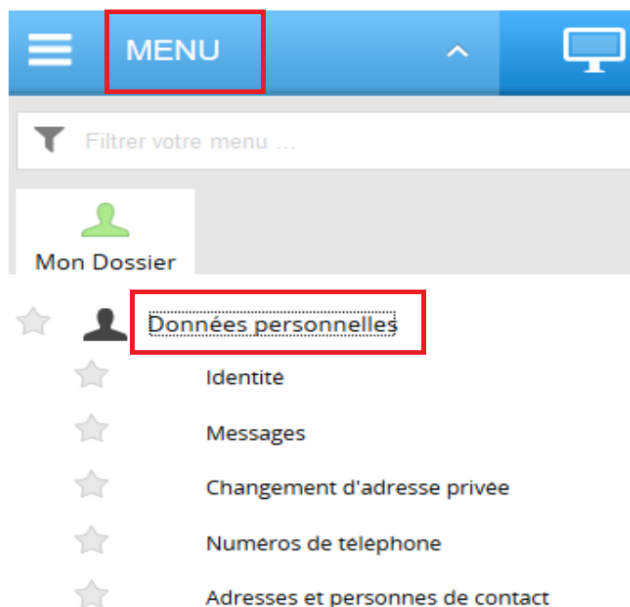 MENU
Filtrer votre menu ...
Mon Dossier
Données personnelles
Identité
Messages
Changement d'adresse privée
Numéros de téléphone
Adresses et personnes de contact